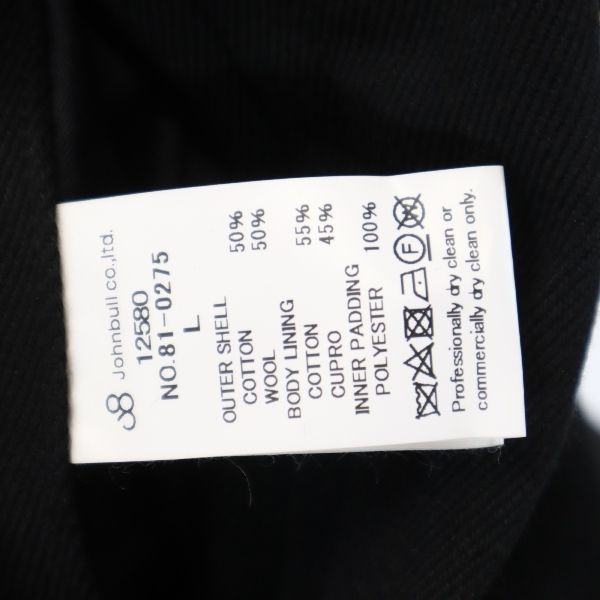 Johnbull co.,ltd.
12580
NO.81-0275
L
OUTER SHELL
COTTON 50%
WOOL 50%
BODY LINING
COTTON 55%
CUPRO 45%
INNER PADDING
POLYESTER 100%
F W
Professionally dry clean or
commercially dry clean only.